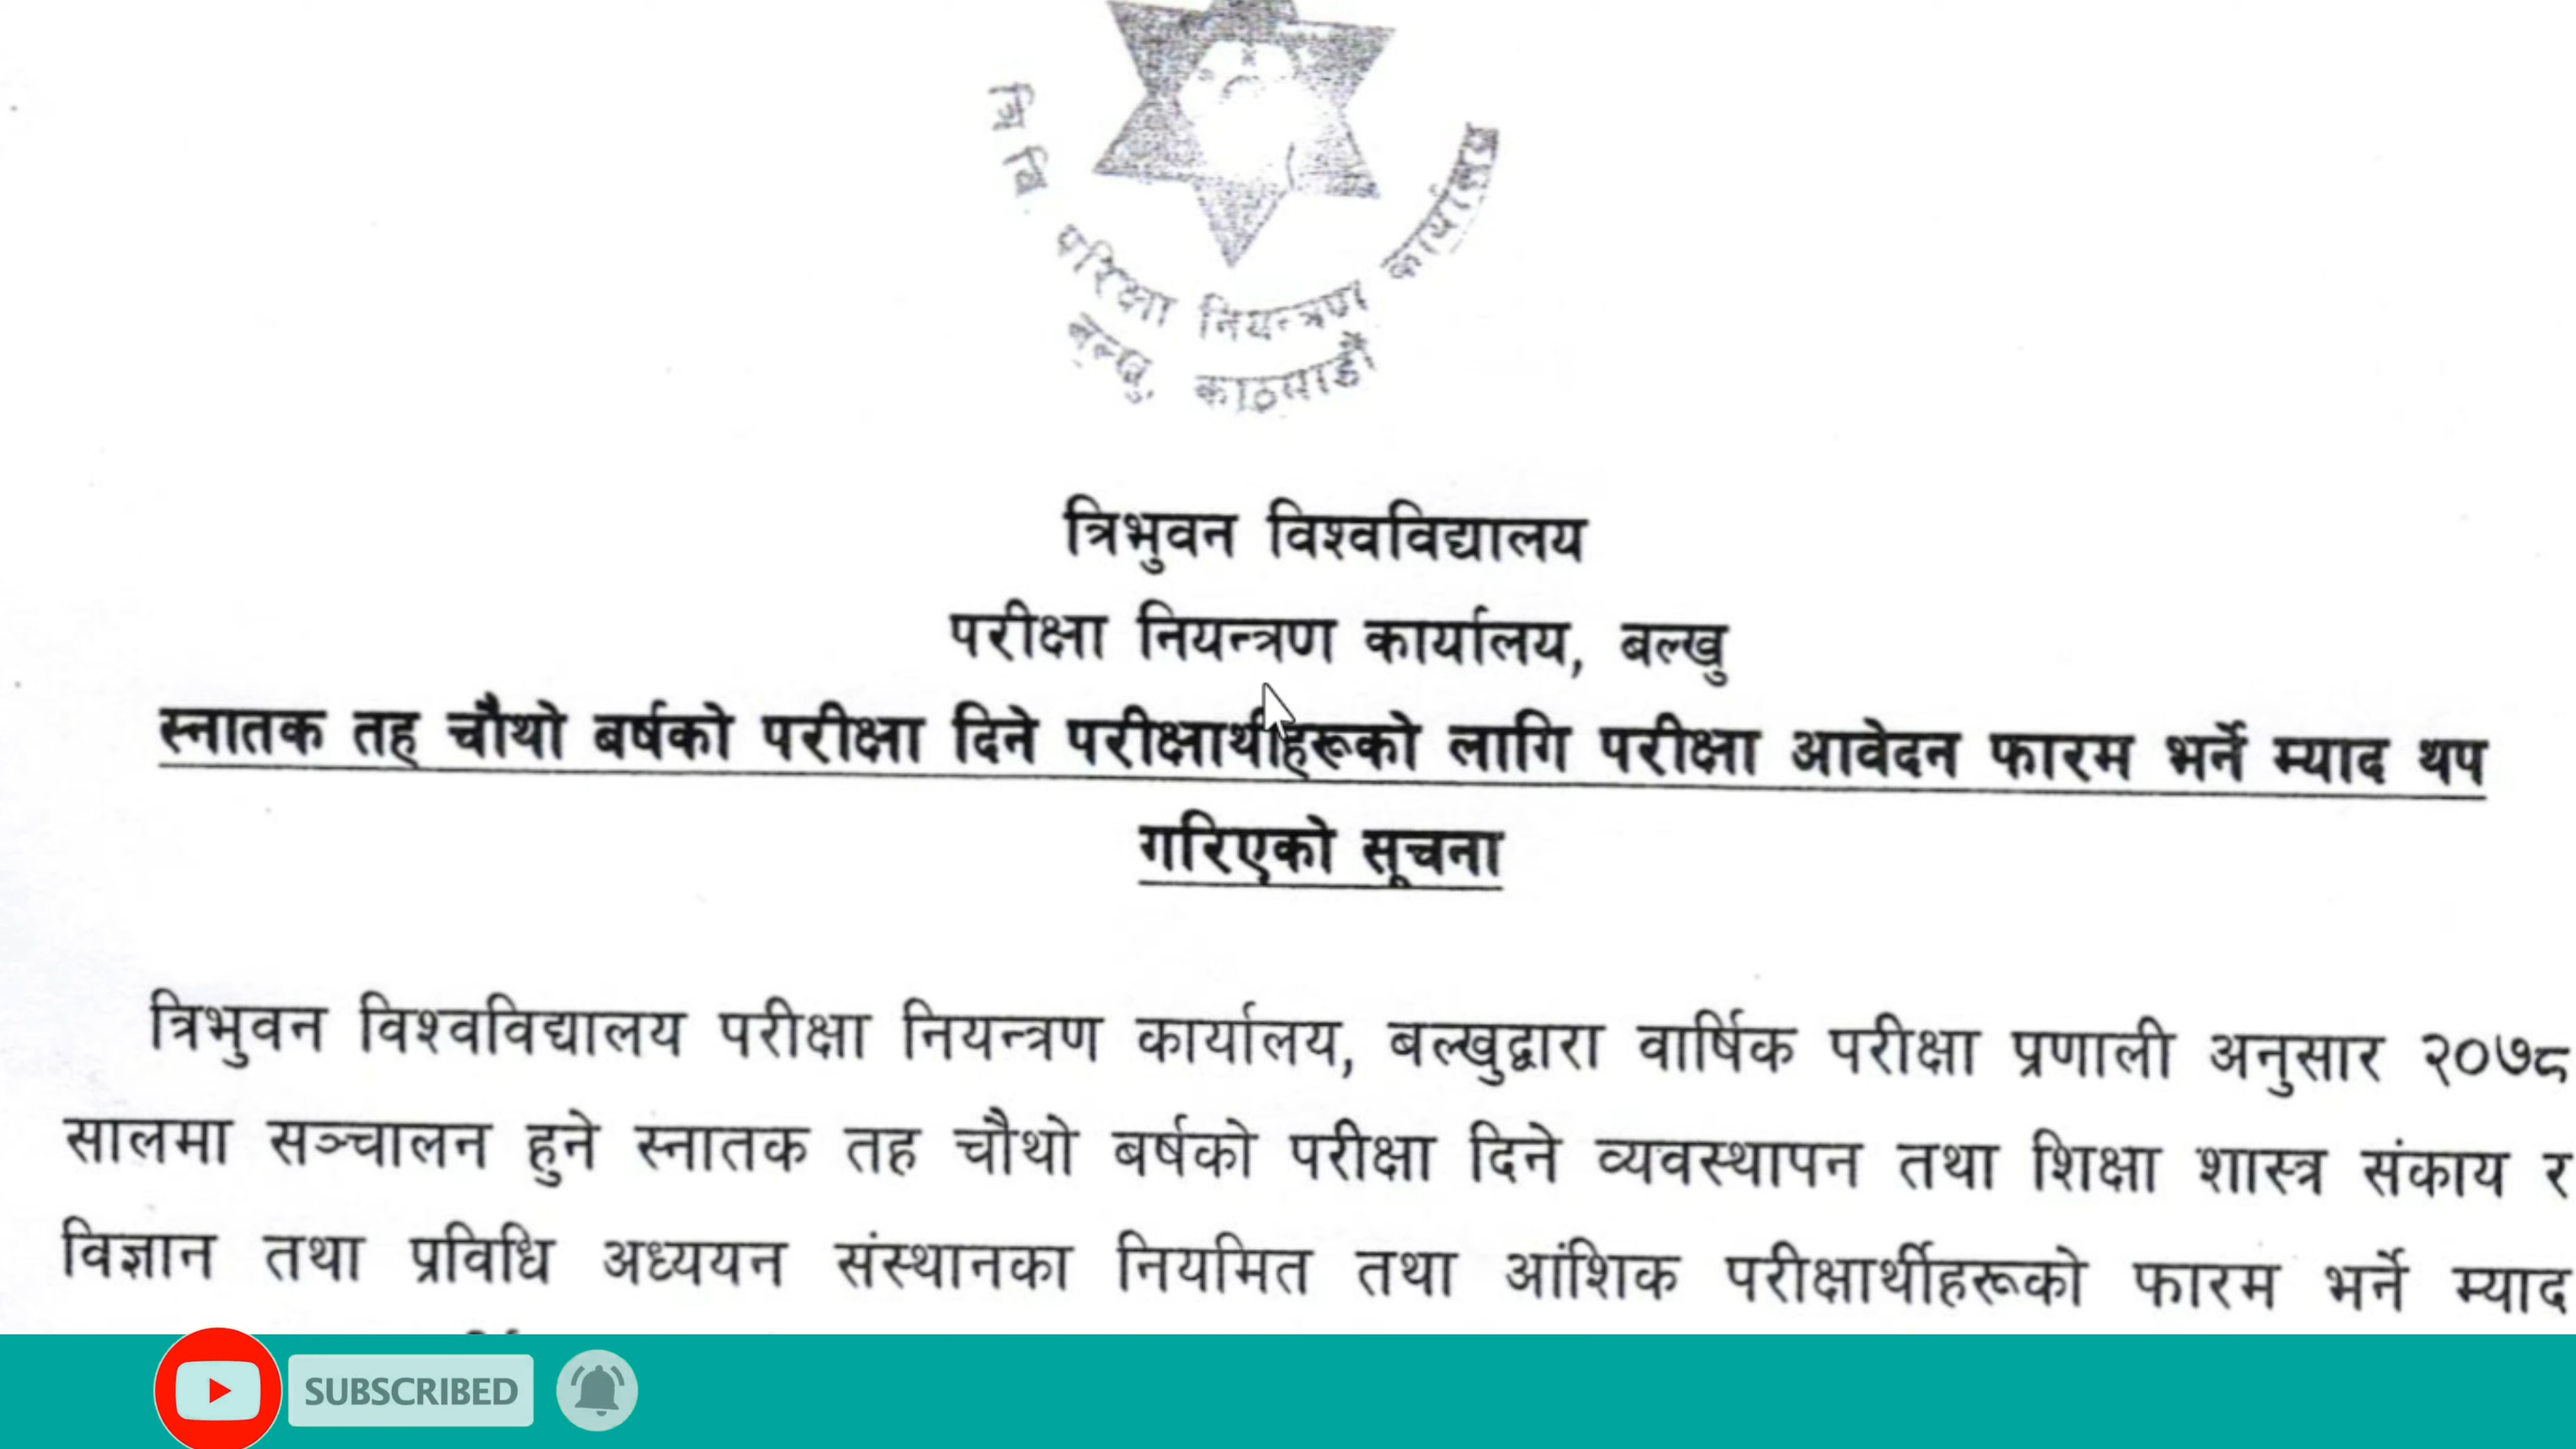 त्रि वि परिक्षा नियन्त्रण कार्यालय
बल्खु, काठमाडौं
त्रिभुवन विश्वविद्यालय
परीक्षा नियन्त्रण कार्यालय, बल्खु
स्नातक तह चौथो बर्षको परीक्षा दिने परीक्षार्थीहरूको लागि परीक्षा आवेदन फारम भर्ने म्याद थप
गरिएको सूचना
त्रिभुवन विश्वविद्यालय परीक्षा नियन्त्रण कार्यालय, बल्खुद्वारा वार्षिक परीक्षा प्रणाली अनुसार २०७८
सालमा सञ्चालन हुने स्नातक तह चौथो बर्षको परीक्षा दिने व्यवस्थापन तथा शिक्षा शास्त्र संकाय र
विज्ञान तथा प्रविधि अध्ययन संस्थानका नियमित तथा आंशिक परीक्षार्थीहरूको फारम भर्ने म्याद
SUBSCRIBED